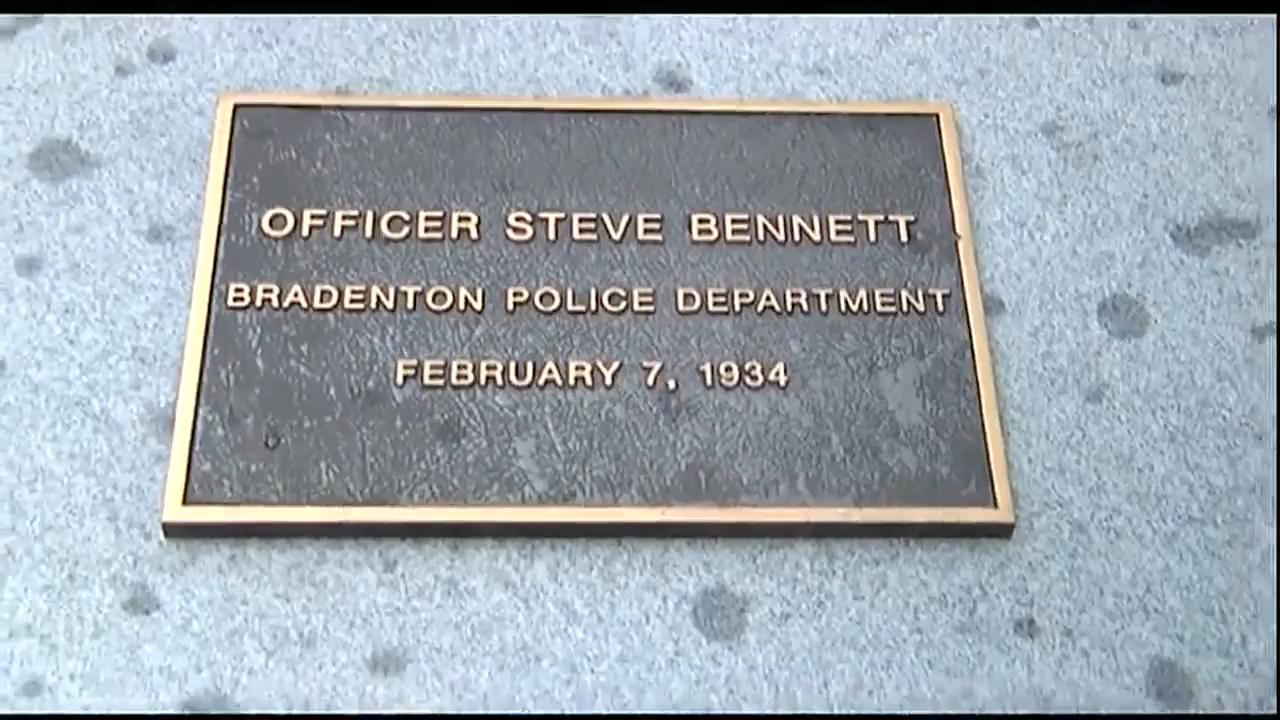 OFFICER STEVE BENNETT
BRADENTON POLICE DEPARTMENT
FEBRUARY 7, 1934